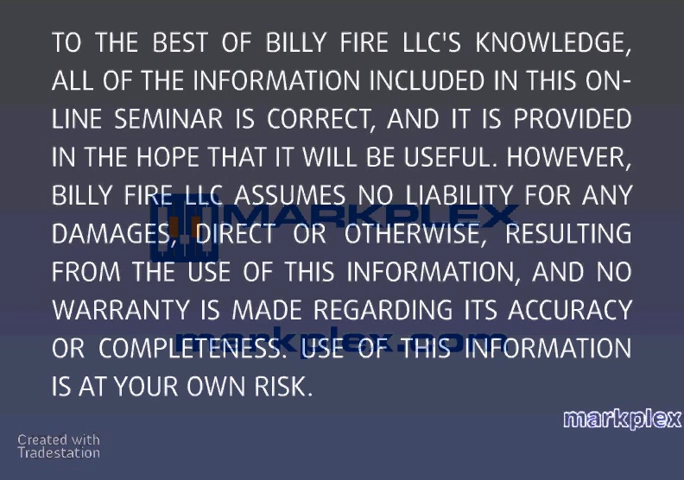 TO THE BEST OF BILLY FIRE LLC'S KNOWLEDGE,
ALL OF THE INFORMATION INCLUDED IN THIS ON-
LINE SEMINAR IS CORRECT, AND IT IS PROVIDED
IN THE HOPE THAT IT WILL BE USEFUL. HOWEVER,
BILLY FIRE LLC ASSUMES NO LIABILITY FOR ANY
MARKPLEX
DAMAGES, DIRECT OR OTHERWISE, RESULTING
FROM THE USE OF THIS INFORMATION, AND NO
WARRANTY IS MADE REGARDING ITS ACCURACY
markplex.com
OR COMPLETENESS. USE OF THIS INFORMATION
IS AT YOUR OWN RISK.
markplex
Created with
Tradestation